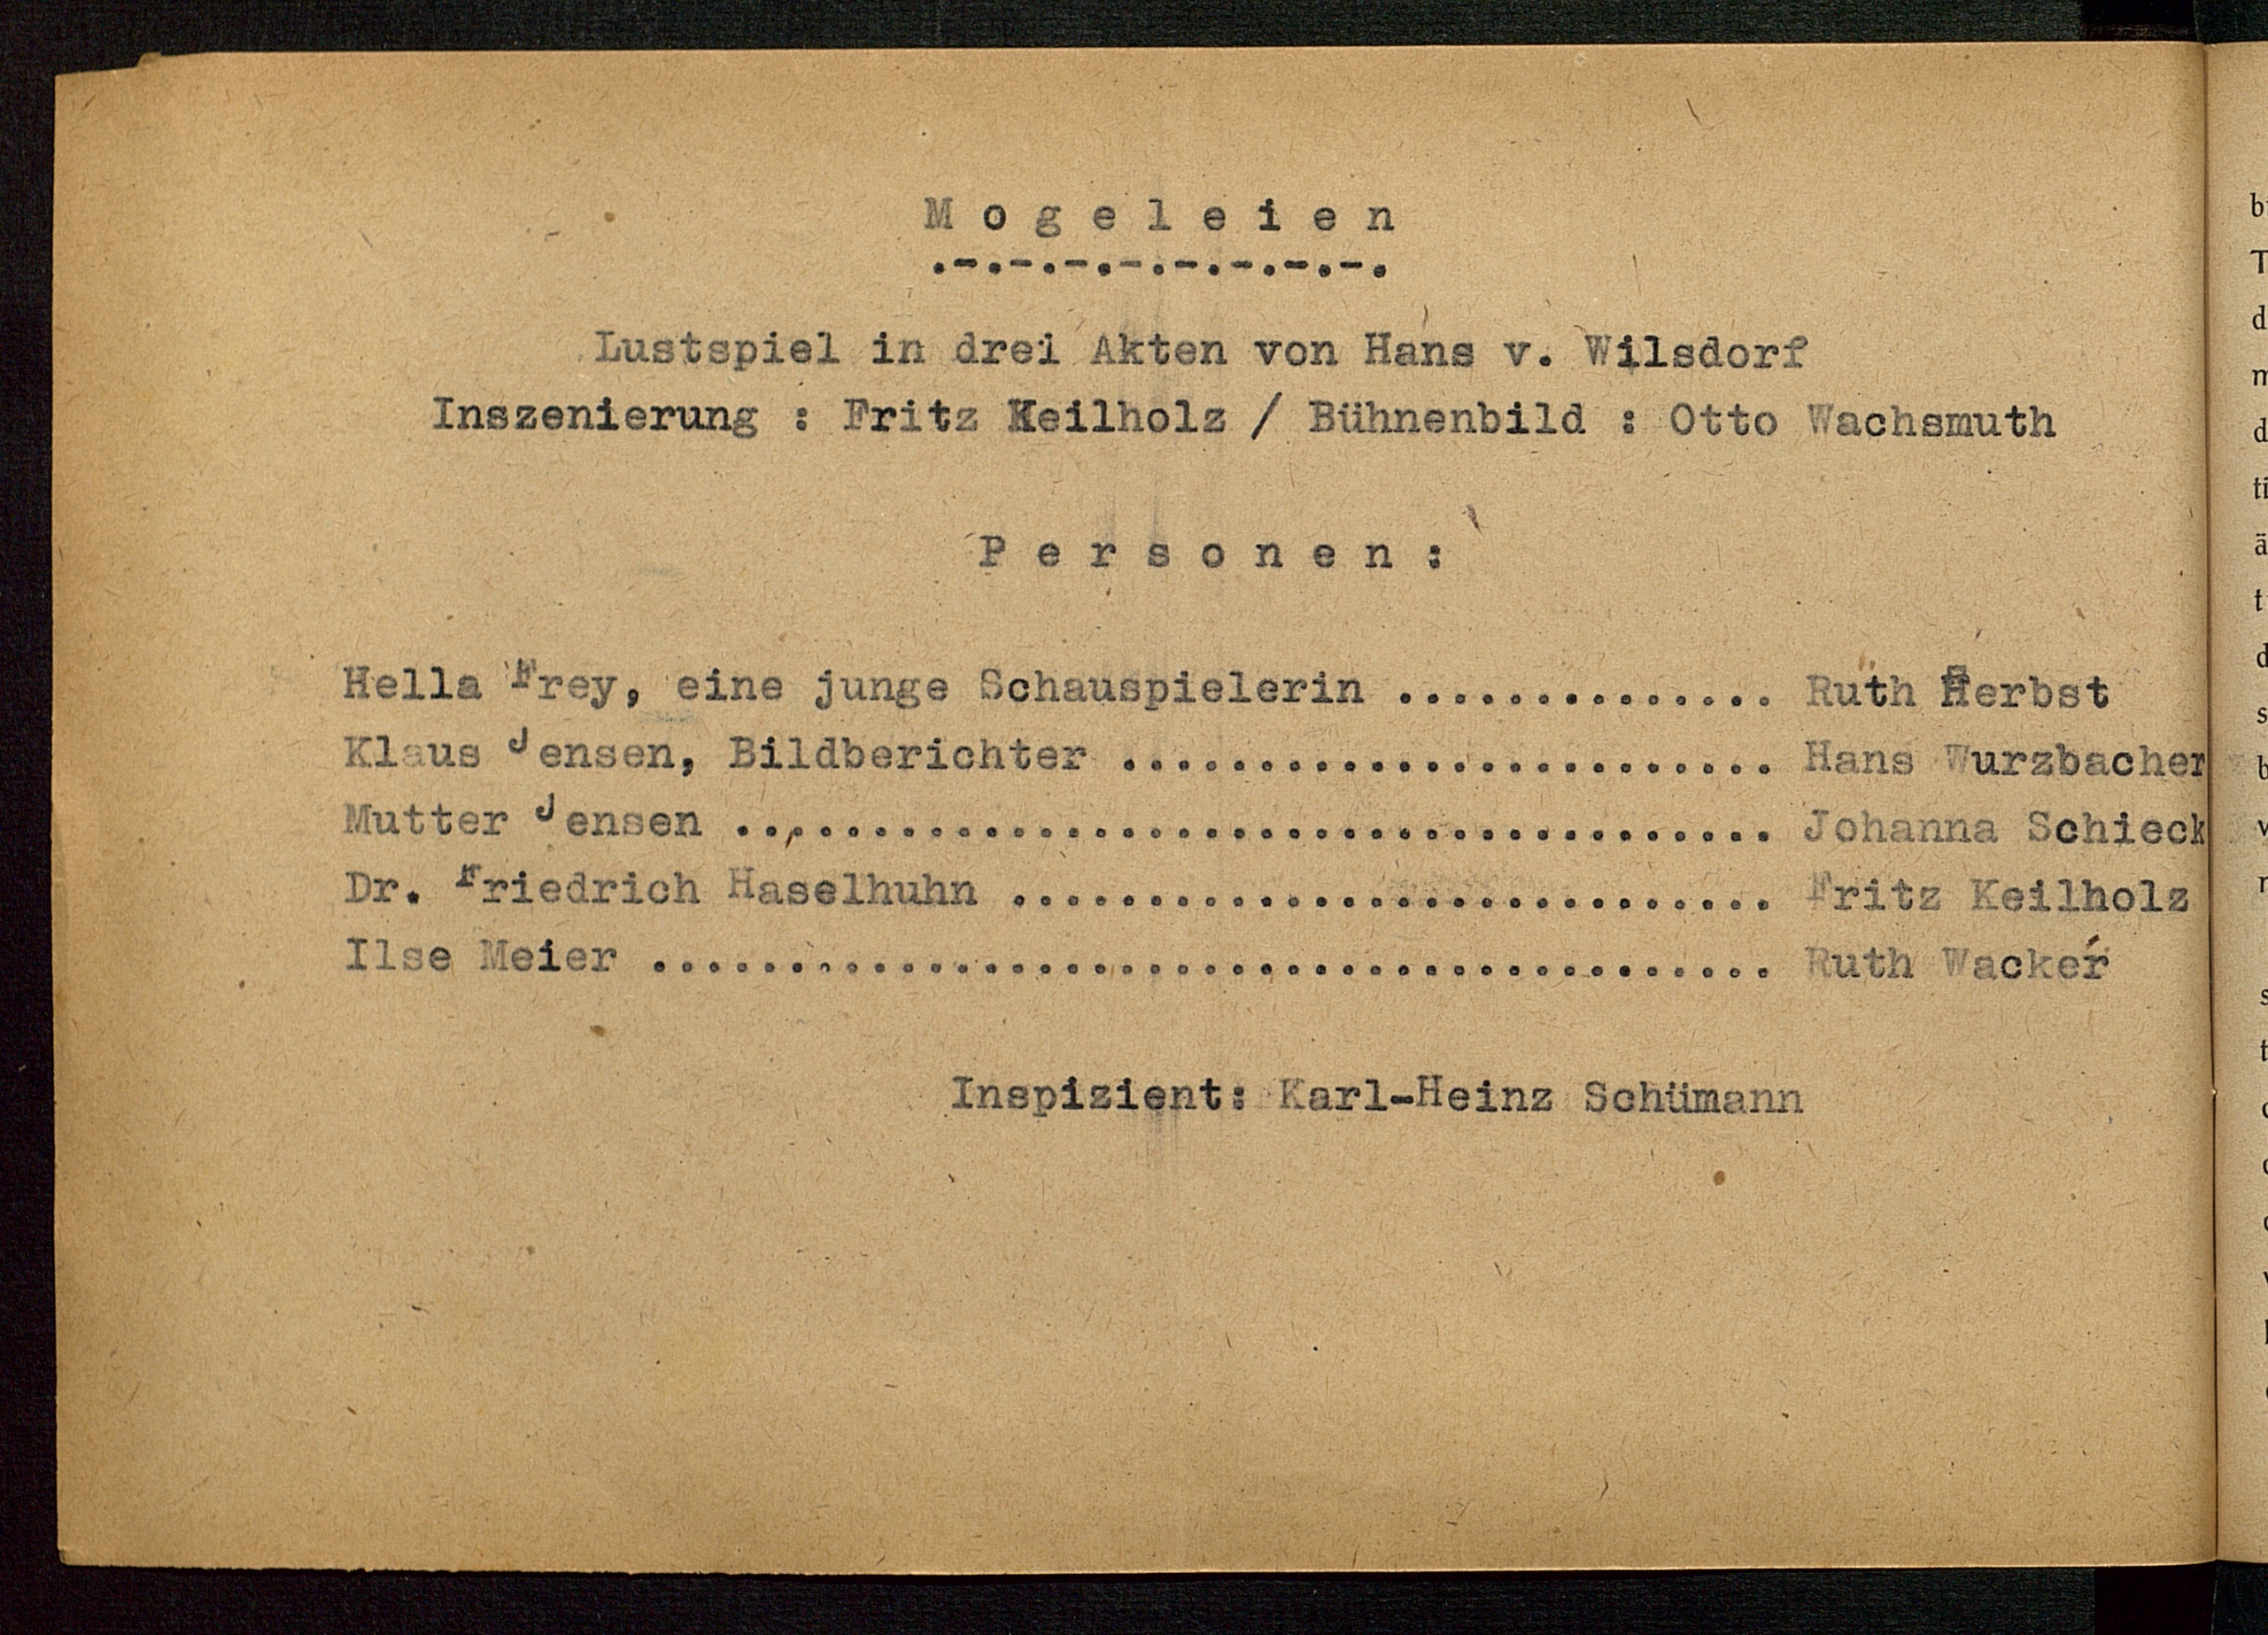 M o g e l e i e n
.-.-.-.-.-.-.-.-.
Lustspiel in drei Akten von Hans v. Wilsdorf
Inszenierung : Fritz Keilholz / Bühnenbild : Otto Wachsmuth
P e r s o n e n :
Hella Frey, eine junge Schauspielerin .............. Ruth Herbst
Klaus Jensen, Bildberichter ........................ Hans Wurzbacher
Mutter Jensen ...................................... Johanna Schieck
Dr. Friedrich Haselhuhn ............................ Fritz Keilholz
Ilse Meier ......................................... Ruth Wacker
Inspizient: Karl-Heinz Schümann